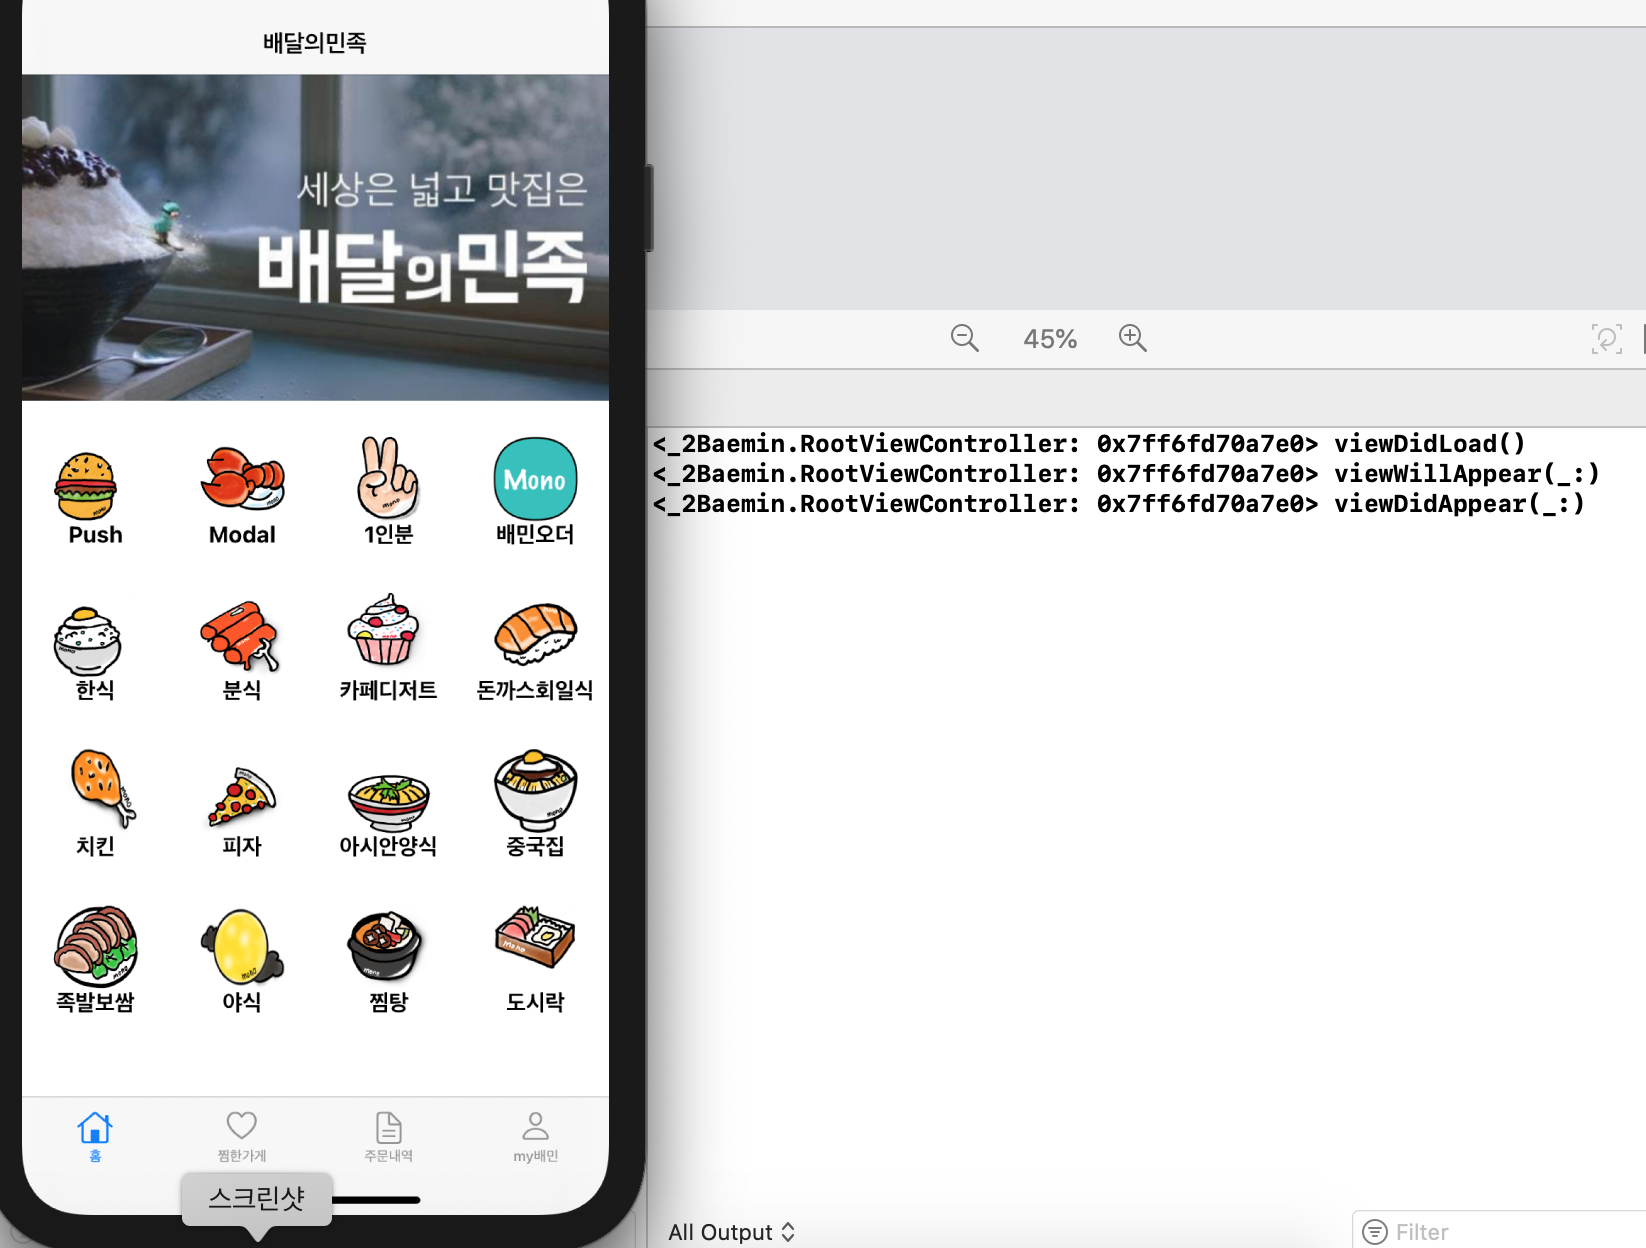 배달의민족
세상은 넓고 맛집은
배달의민족
Mono
Push
Modal
1인분
배민오더
한식
분식
카페디저트
돈까스회일식
치킨
피자
아시안양식
중국집
족발보쌈
야식
찜탕
도시락
홈
찜한가게
주문내역
my배민
스크린샷
45%
<_2Baemin.RootViewController: 0x7ff6fd70a7e0> viewDidLoad()
<_2Baemin.RootViewController: 0x7ff6fd70a7e0> viewWillAppear(_:)
<_2Baemin.RootViewController: 0x7ff6fd70a7e0> viewDidAppear(_:)
All Output
Filter